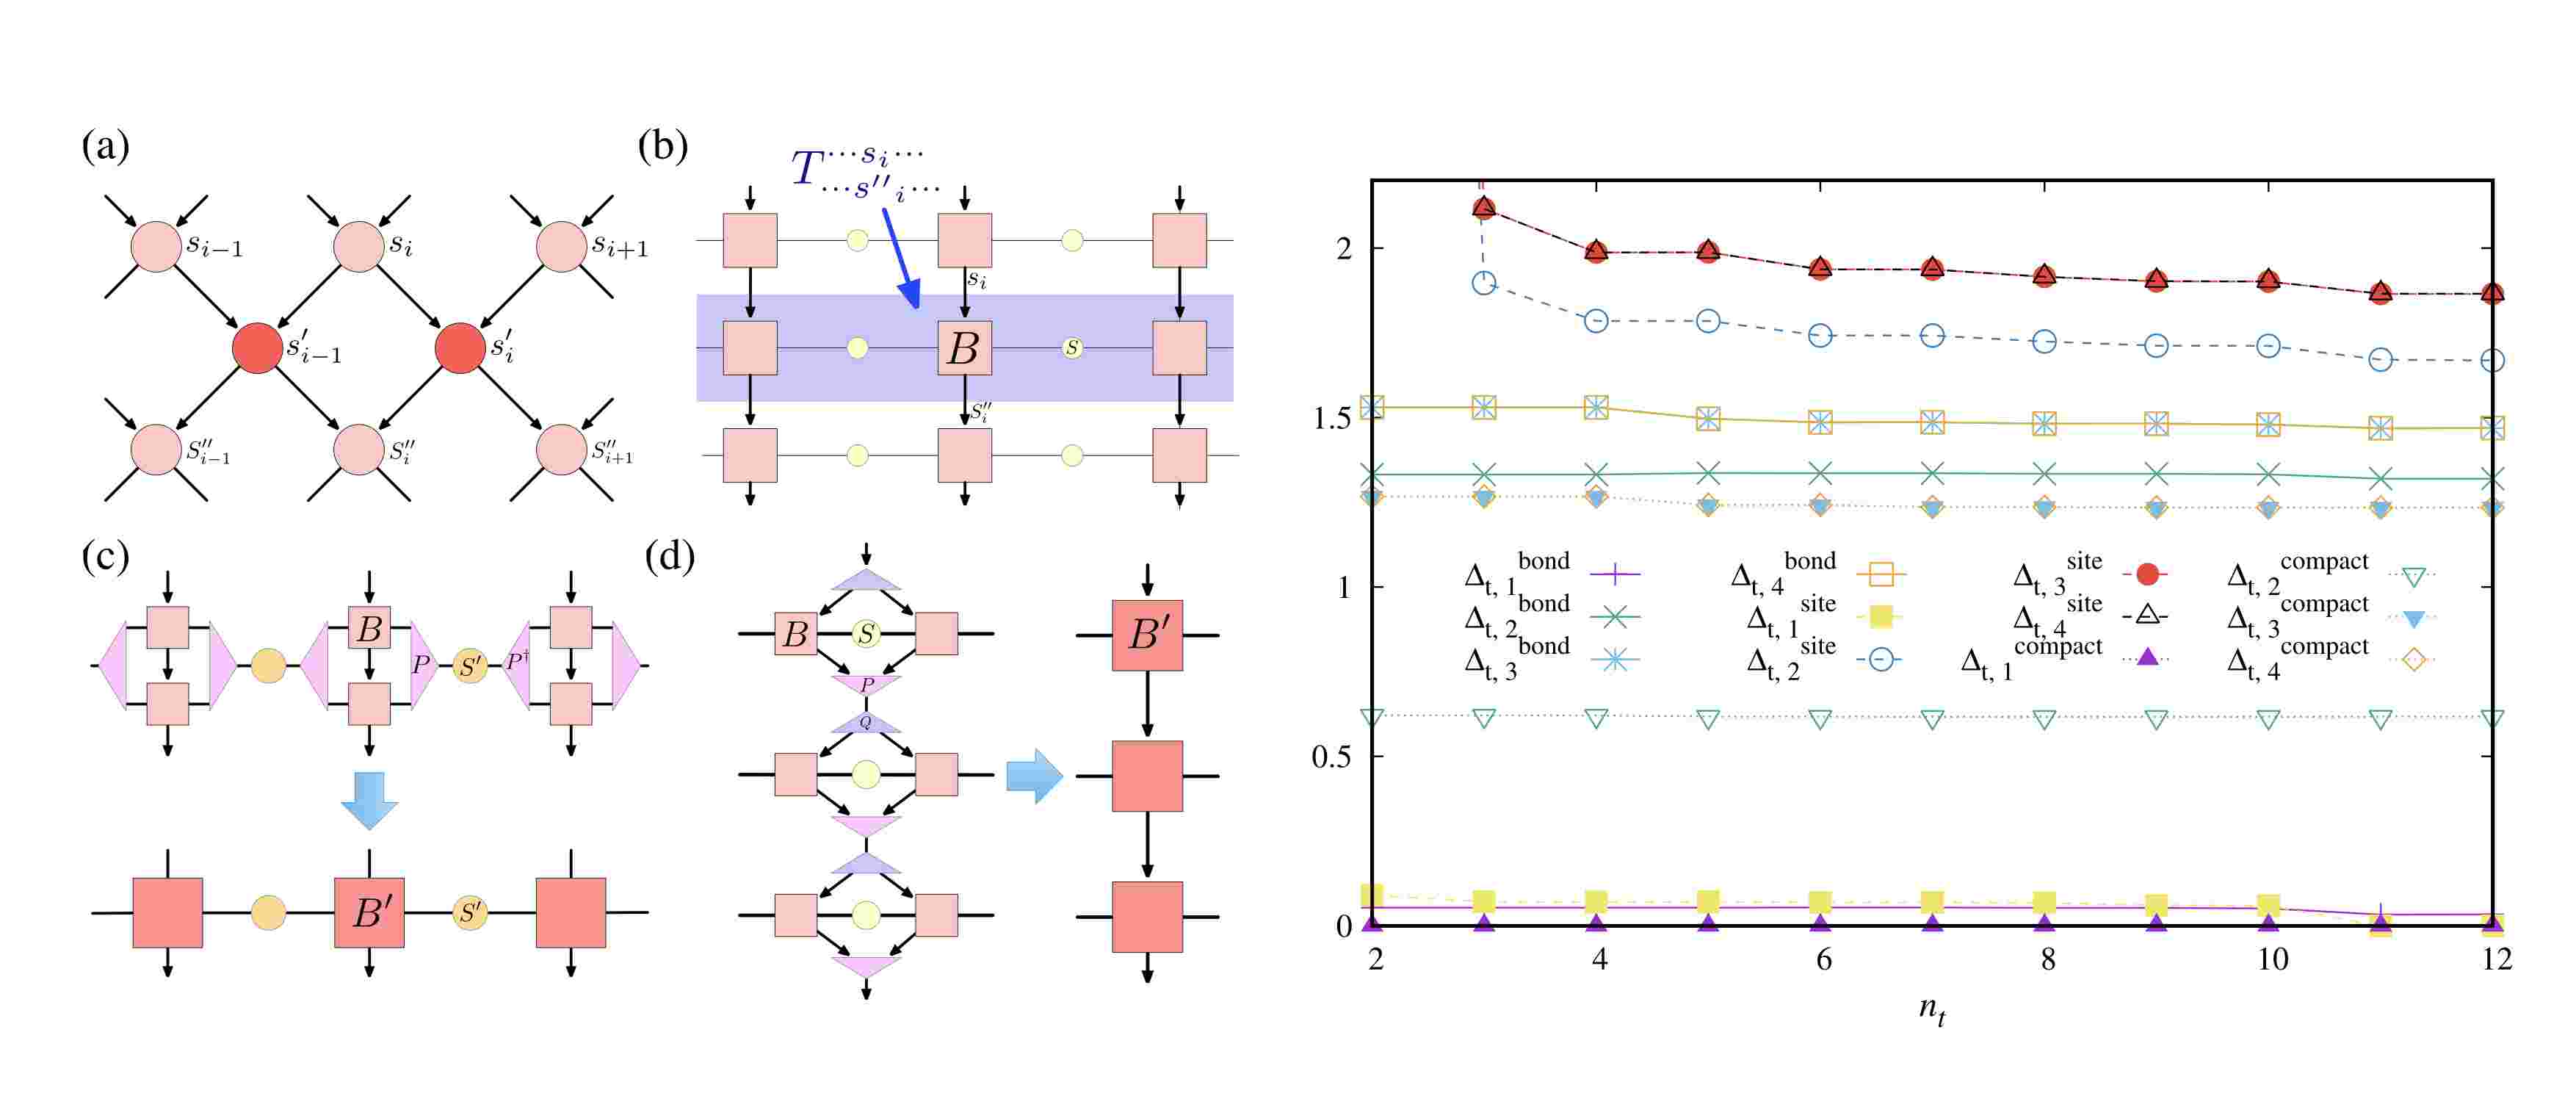 (a)
s_{i−1}
s_i
s_{i+1}
s'_{i−1}
s'_i
S''_{i−1}
S''_i
S''_{i+1}
(b)
T^{···s_i···}_{···s''_i···}
s_i
B
S
S''_i
(c)
B
P
S'
P†
B'
S'
(d)
B
S
P
Q
B'
2
1.5
1
0.5
0
Δ_{t, 1}^{bond}
Δ_{t, 2}^{bond}
Δ_{t, 3}^{bond}
Δ_{t, 4}^{bond}
Δ_{t, 1}^{site}
Δ_{t, 2}^{site}
Δ_{t, 3}^{site}
Δ_{t, 4}^{site}
Δ_{t, 1}^{compact}
Δ_{t, 2}^{compact}
Δ_{t, 3}^{compact}
Δ_{t, 4}^{compact}
2 4 6 8 10 12
n_t